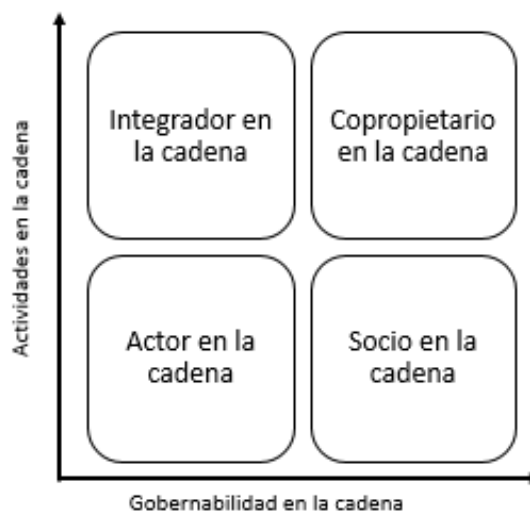 Actividades en la cadena
Integrador en
la cadena
Copropietario
en la cadena
Actor en la
cadena
Socio en la
cadena
Gobernabilidad en la cadena